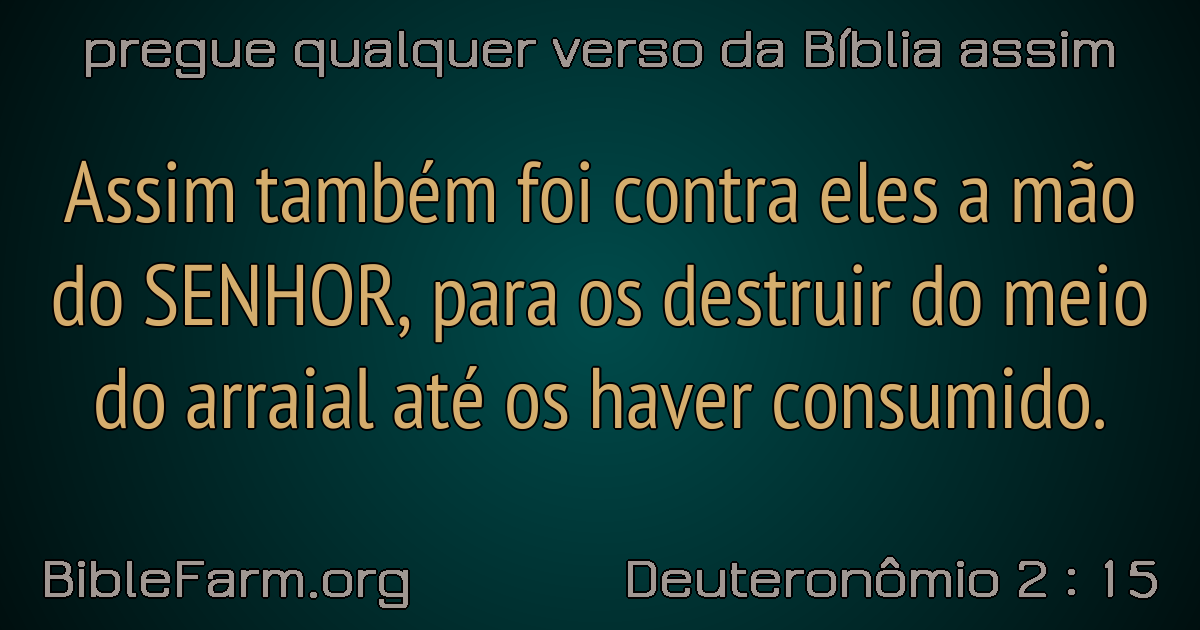 pregue qualquer verso da Bíblia assim
Assim também foi contra eles a mão
do SENHOR, para os destruir do meio
do arraial até os haver consumido.
BibleFarm.org
Deuteronômio 2 : 15